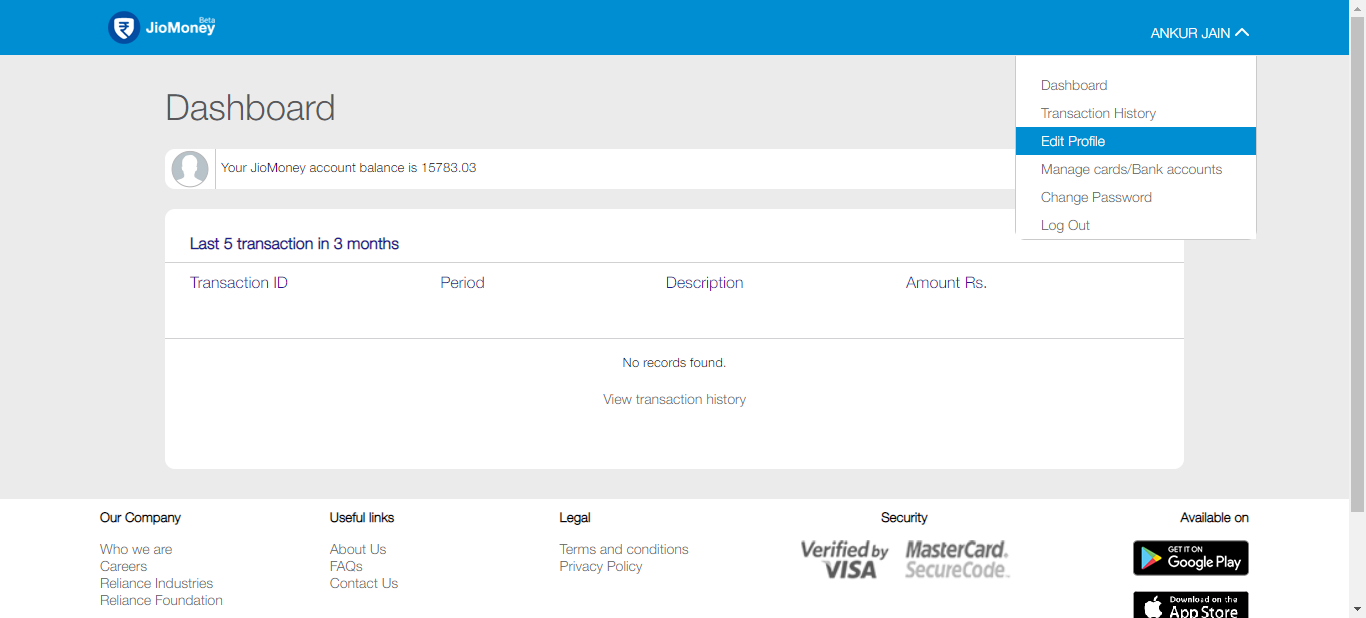 JioMoney Beta
ANKUR JAIN
Dashboard
Transaction History
Edit Profile
Manage cards/Bank accounts
Change Password
Log Out
Dashboard
Your JioMoney account balance is 15783.03
Last 5 transaction in 3 months
Transaction ID Period Description Amount Rs.
No records found.
View transaction history
Our Company
Who we are
Careers
Reliance Industries
Reliance Foundation
Useful links
About Us
FAQs
Contact Us
Legal
Terms and conditions
Privacy Policy
Security
Verified by
VISA
MasterCard.
SecureCode.
Available on
GET IT ON
Google Play
Download on the
App Store